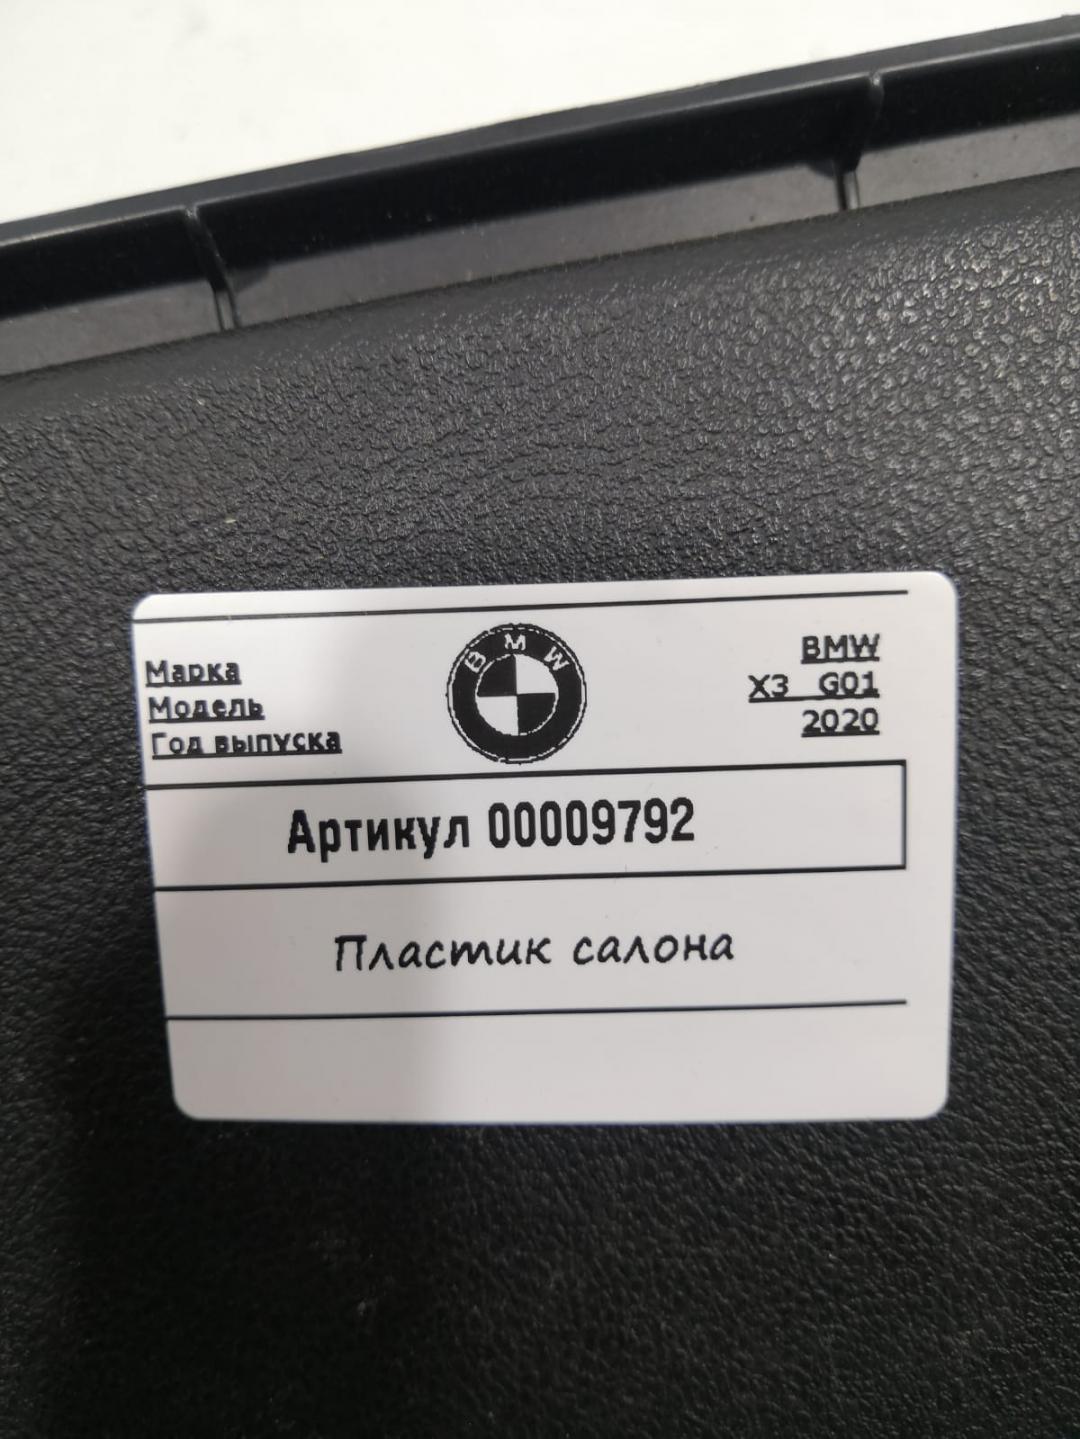 Марка BMW
Модель X3 G01
Год выпуска 2020
BMW
Артикул 00009792
Пластик салона